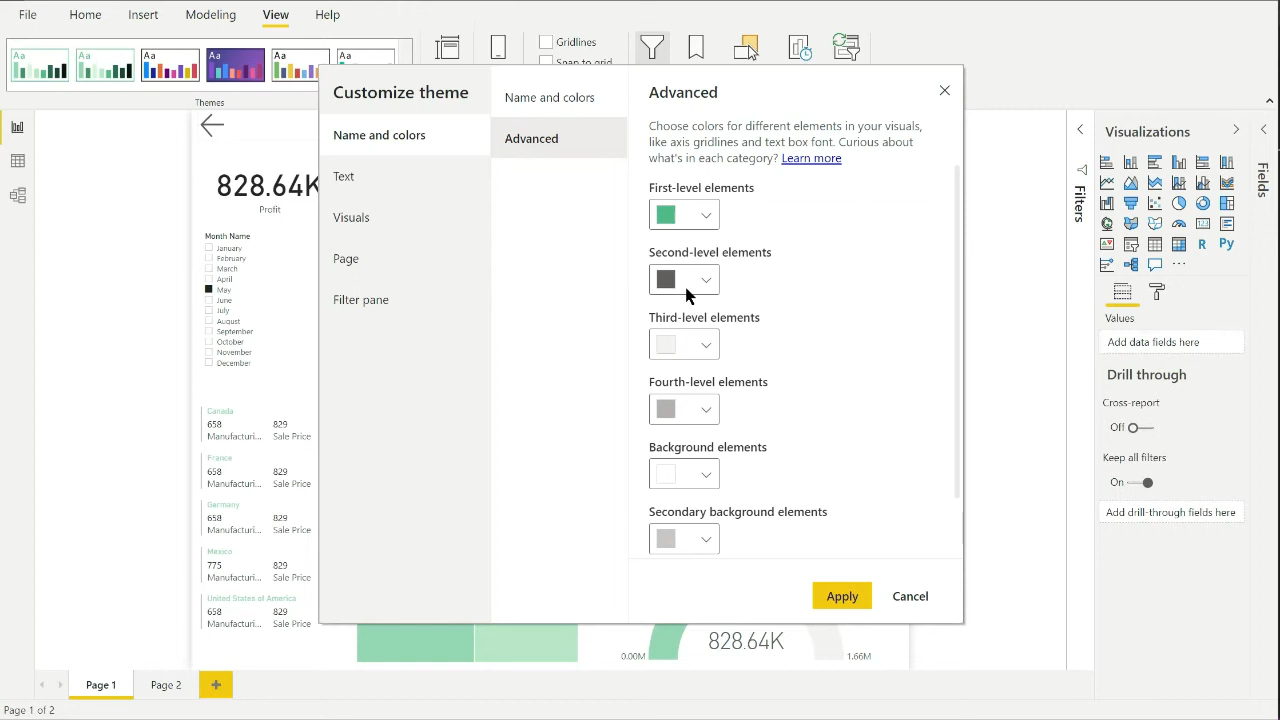 File Home Insert Modeling View Help
Aa Aa Aa Aa Aa Aa
Gridlines
Snap to grid
Themes
828.64K
Profit
Month Name
January
February
March
April
May
June
July
August
September
October
November
December
Canada
658 829
Manufacturi... Sale Price
France
658 829
Manufacturi... Sale Price
Germany
658 829
Manufacturi... Sale Price
Mexico
775 829
Manufacturi... Sale Price
United States of America
658 829
Manufacturi... Sale Price
Customize theme
Name and colors
Text
Visuals
Page
Filter pane
Name and colors
Advanced
Advanced
Choose colors for different elements in your visuals,
like axis gridlines and text box font. Curious about
what's in each category? Learn more
First-level elements
Second-level elements
Third-level elements
Fourth-level elements
Background elements
Secondary background elements
Apply Cancel
828.64K
0.00M 1.66M
Filters
Visualizations
R Py
Values
Add data fields here
Drill through
Cross-report
Off
Keep all filters
On
Add drill-through fields here
Fields
Page 1 Page 2 +
Page 1 of 2